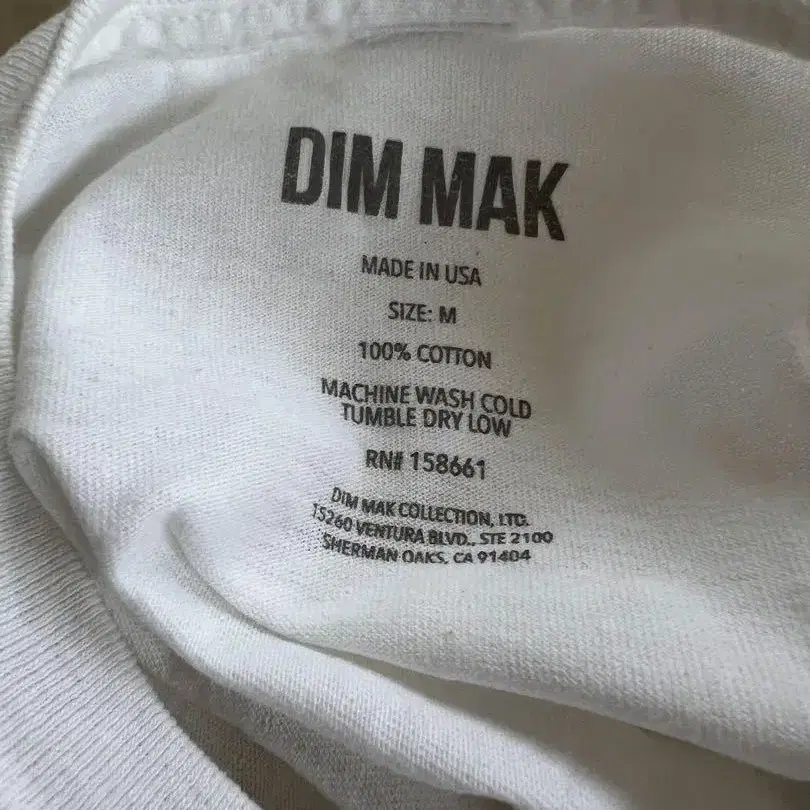 DIM MAK
MADE IN USA
SIZE: M
100% COTTON
MACHINE WASH COLD
TUMBLE DRY LOW
RN# 158661
DIM MAK COLLECTION, LTD.
15260 VENTURA BLVD., STE 2100
SHERMAN OAKS, CA 91404